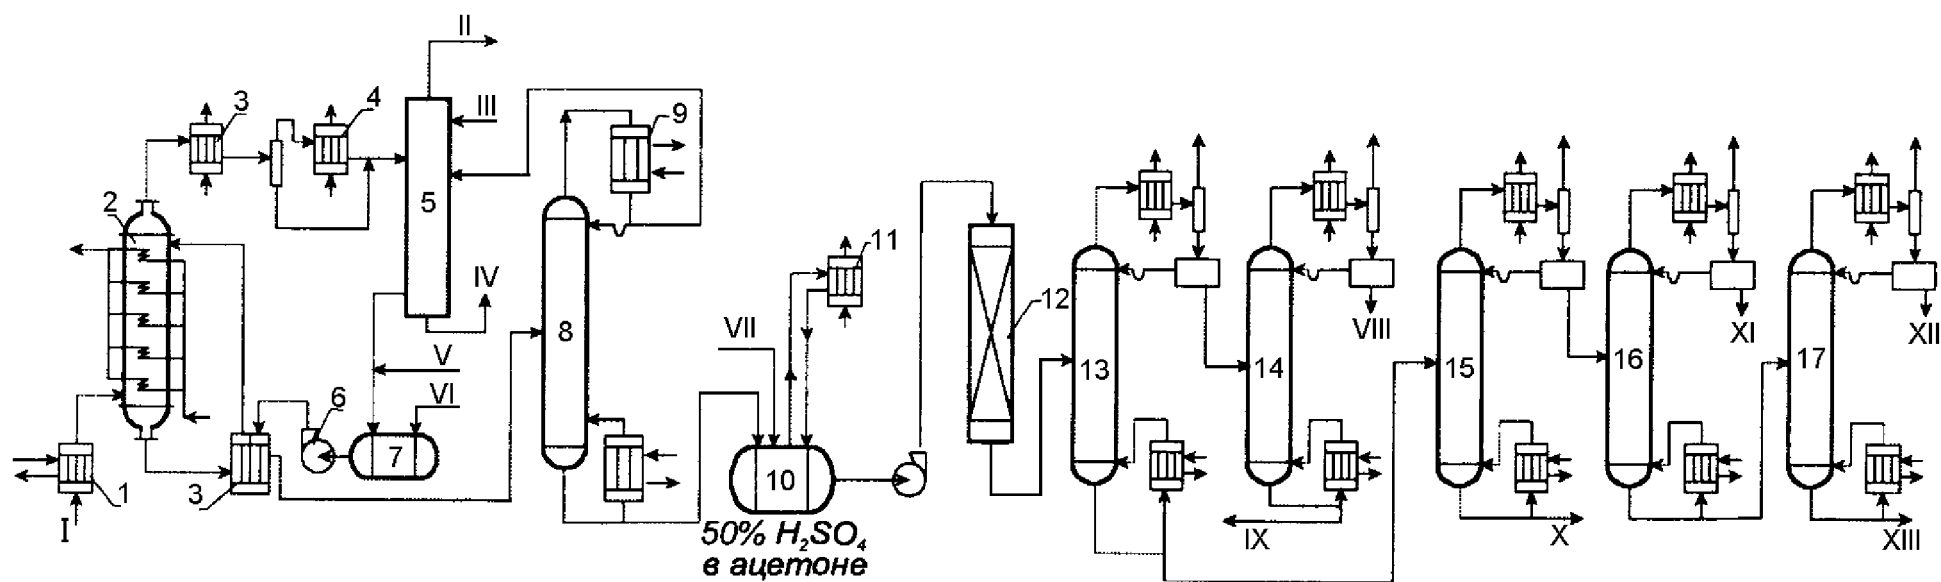 II
3
4
9
III
2
5
11
IV
12
8
VII
VIII
XI
XII
V
13
14
15
16
17
6
VI
7
10
1
3
I
50% H₂SO₄
в ацетоне
IX
X
XIII